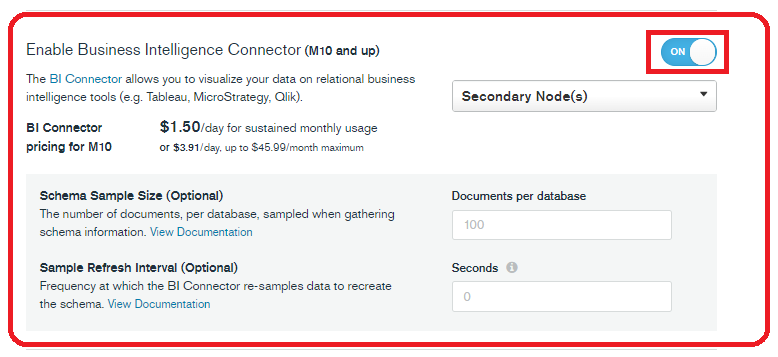 Enable Business Intelligence Connector (M10 and up)
ON
The BI Connector allows you to visualize your data on relational business
intelligence tools (e.g. Tableau, MicroStrategy, Qlik).
Secondary Node(s)
BI Connector
pricing for M10
$1.50/day for sustained monthly usage
or $3.91/day, up to $45.99/month maximum
Schema Sample Size (Optional)
The number of documents, per database, sampled when gathering
schema information. View Documentation
Documents per database
100
Sample Refresh Interval (Optional)
Frequency at which the BI Connector re-samples data to recreate
the schema. View Documentation
Seconds
0